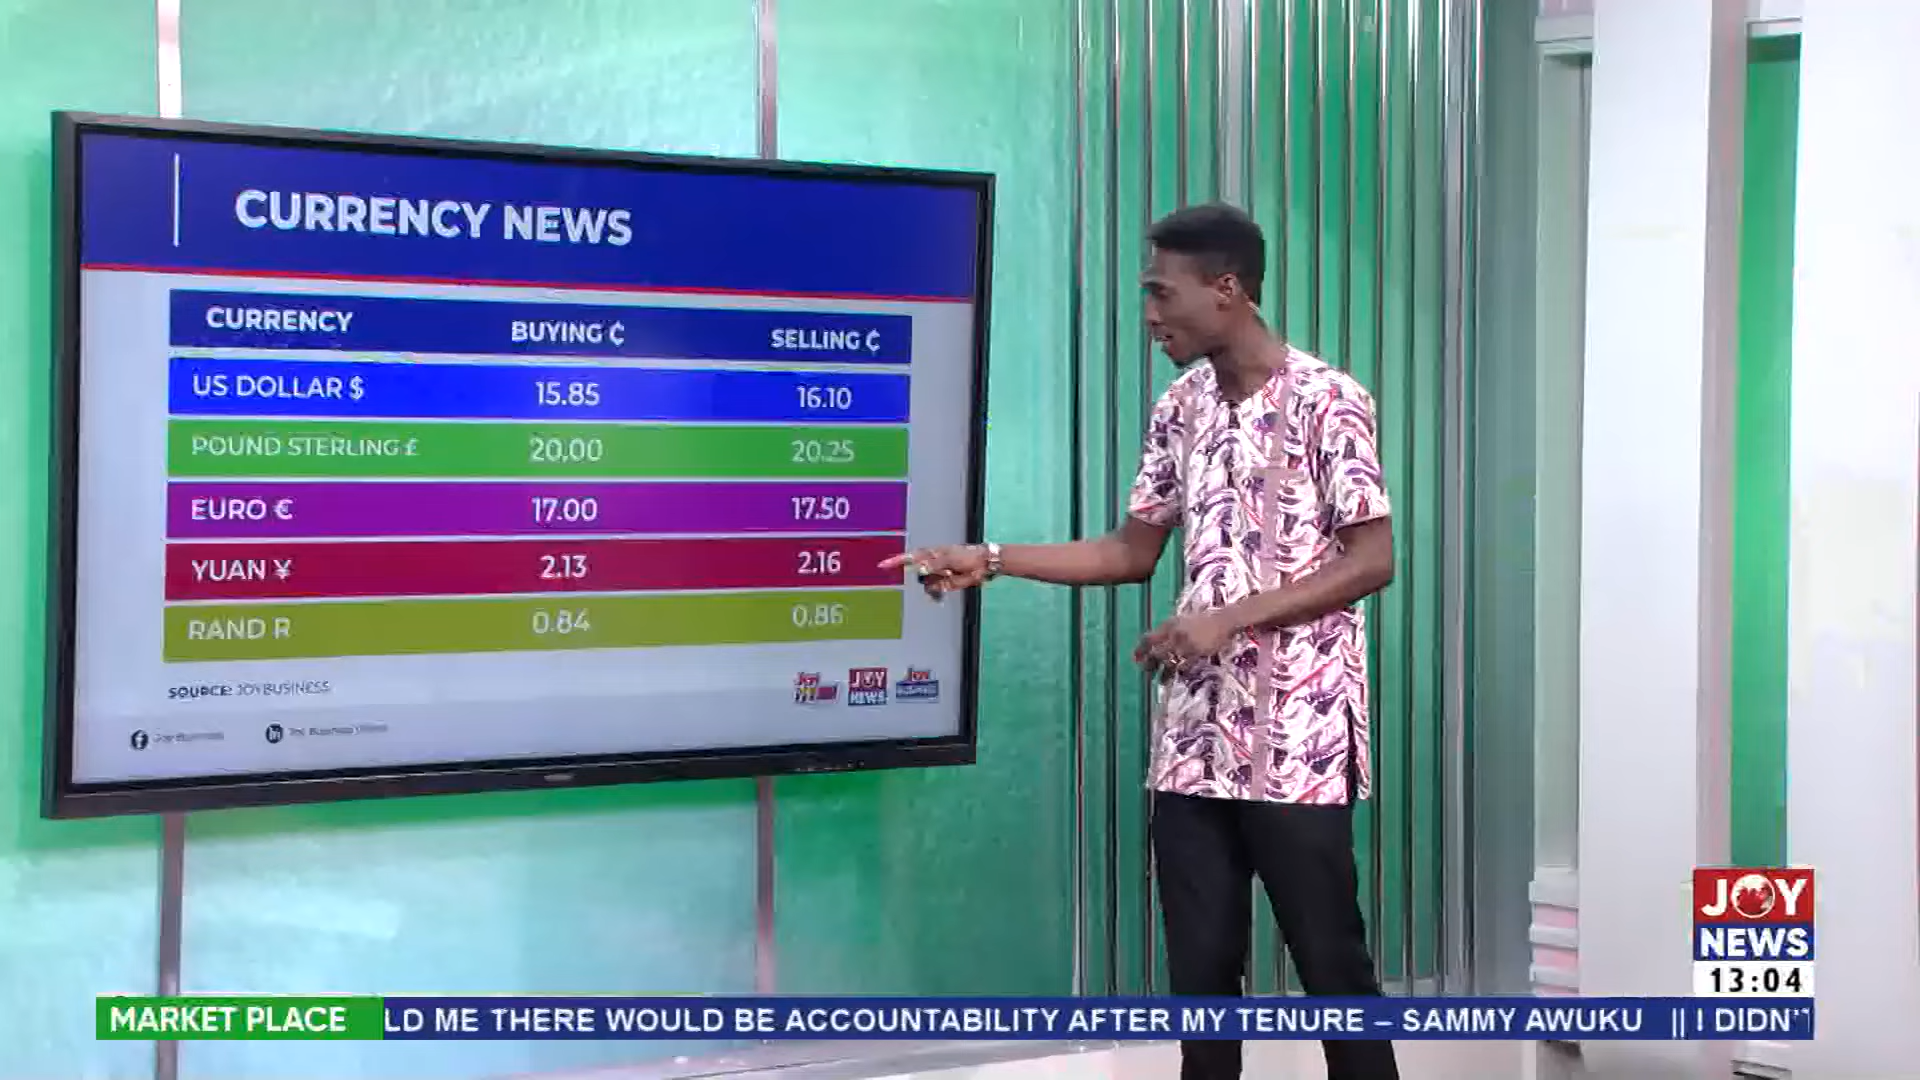 CURRENCY NEWS
CURRENCY BUYING ₵ SELLING ₵
US DOLLAR $ 15.85 16.10
POUND STERLING £ 20.00 20.25
EURO € 17.00 17.50
YUAN ¥ 2.13 2.16
RAND R 0.84 0.86
SOURCE: JOYBUSINESS
JOY
NEWS
Joy Business
JOY
NEWS
13:04
MARKET PLACE LD ME THERE WOULD BE ACCOUNTABILITY AFTER MY TENURE – SAMMY AWUKU || I DIDN'T